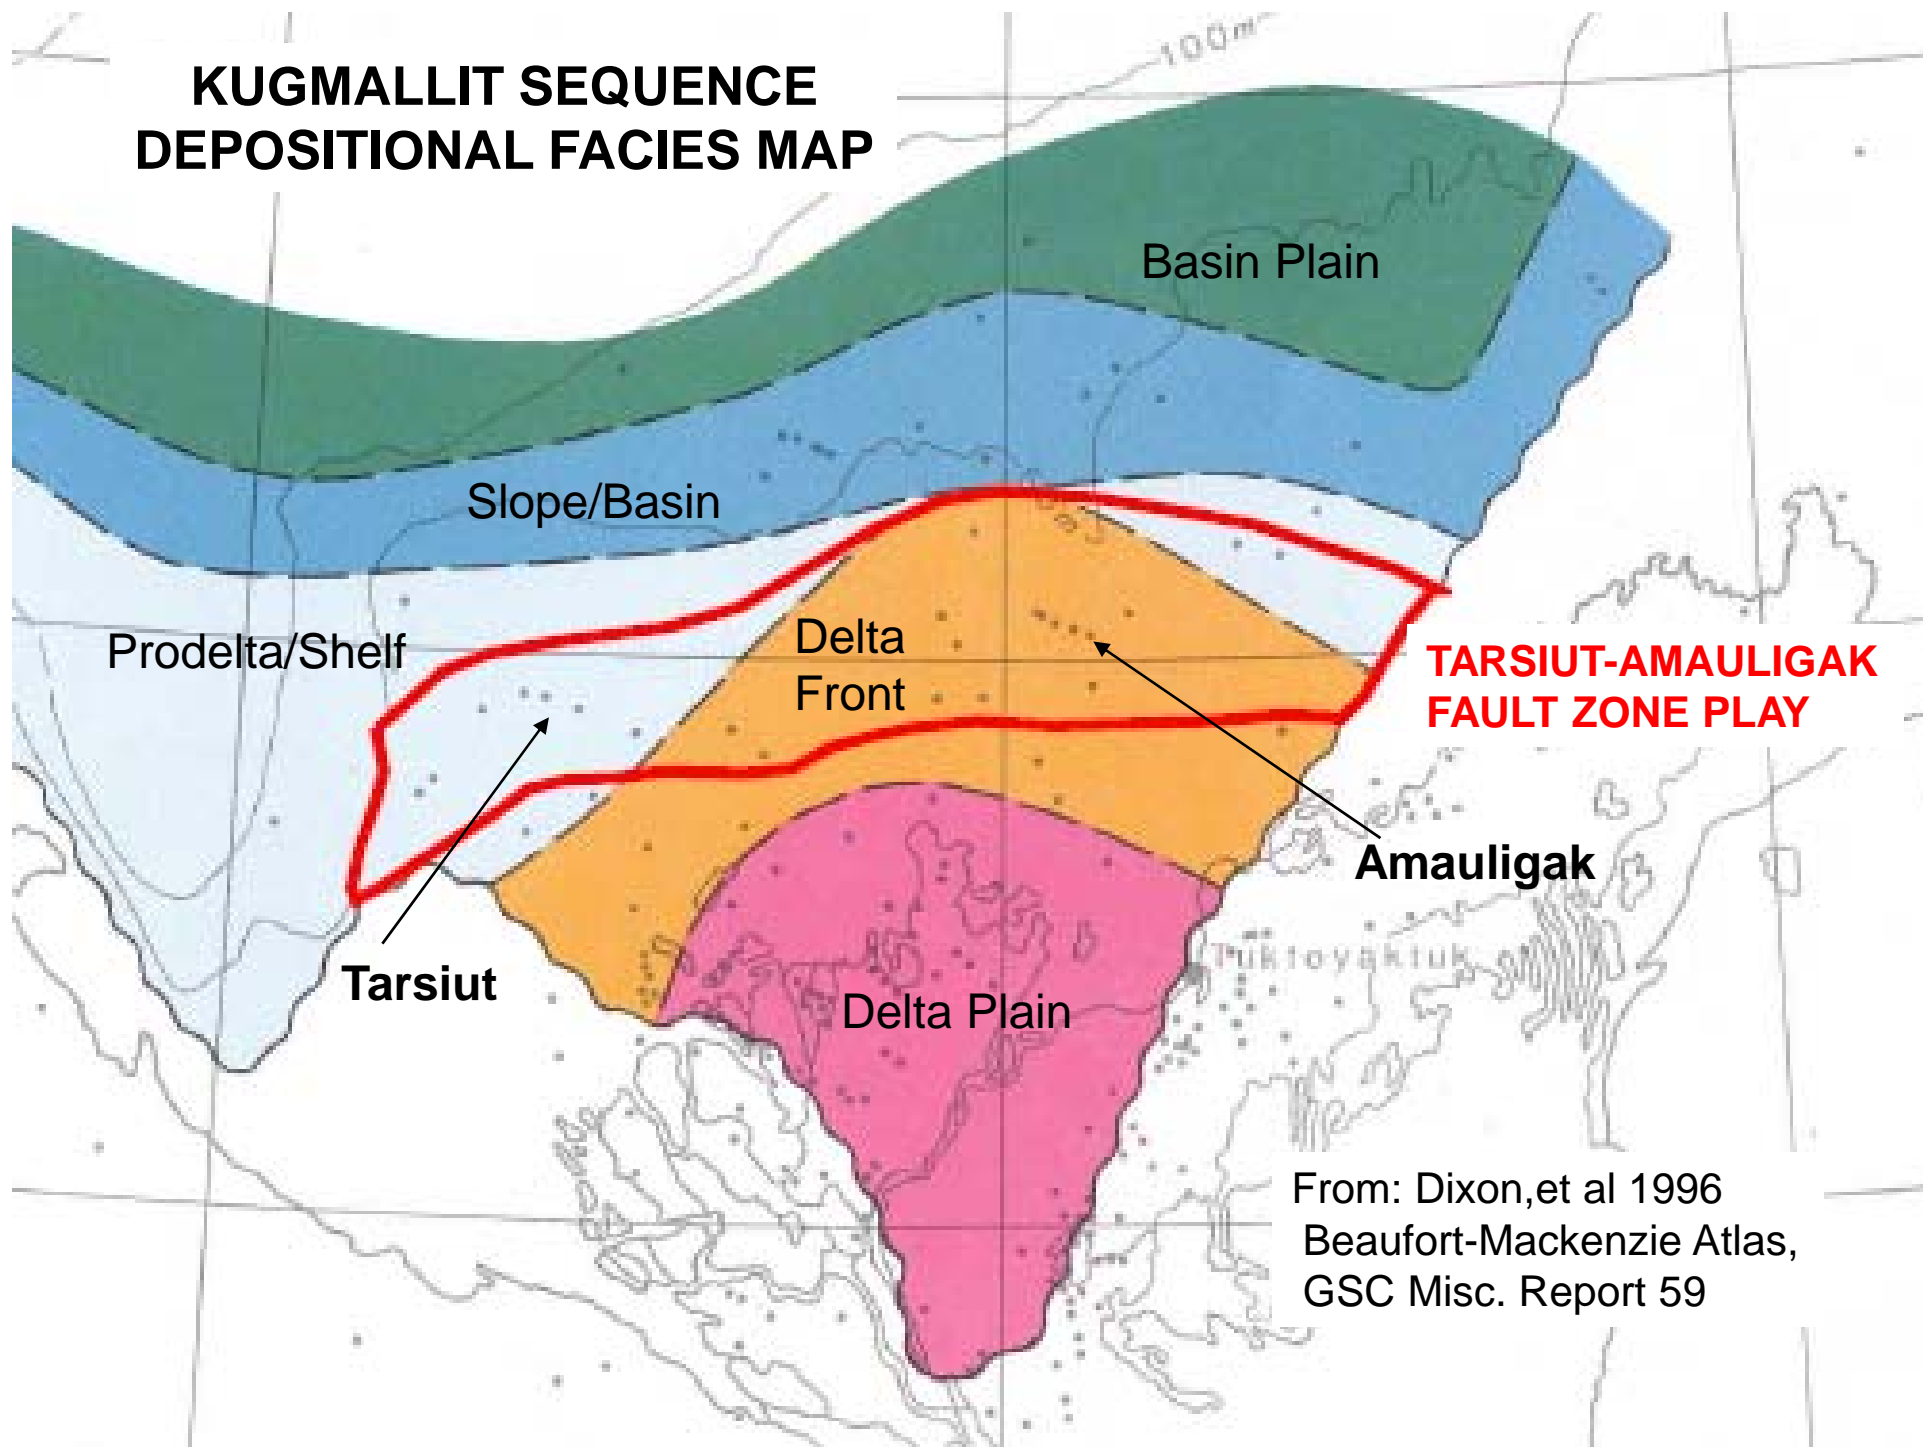 KUGMALLIT SEQUENCE
DEPOSITIONAL FACIES MAP
100m
Basin Plain
Slope/Basin
Prodelta/Shelf
Delta
Front
TARSIUT-AMAULIGAK
FAULT ZONE PLAY
Amauligak
Tuktoyaktuk
Tarsiut
Delta Plain
From: Dixon,et al 1996
Beaufort-Mackenzie Atlas,
GSC Misc. Report 59